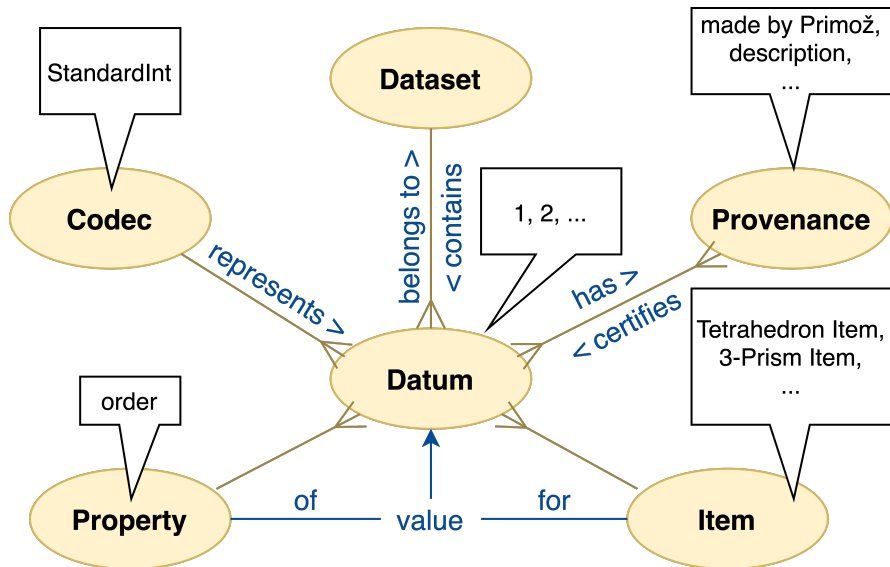 StandardInt
Codec
Dataset
made by Primož,
description,
...
Provenance
belongs to >
< contains
1, 2, ...
represents >
has >
< certifies
Datum
Tetrahedron Item,
3-Prism Item,
...
order
Property
of
value
for
Item